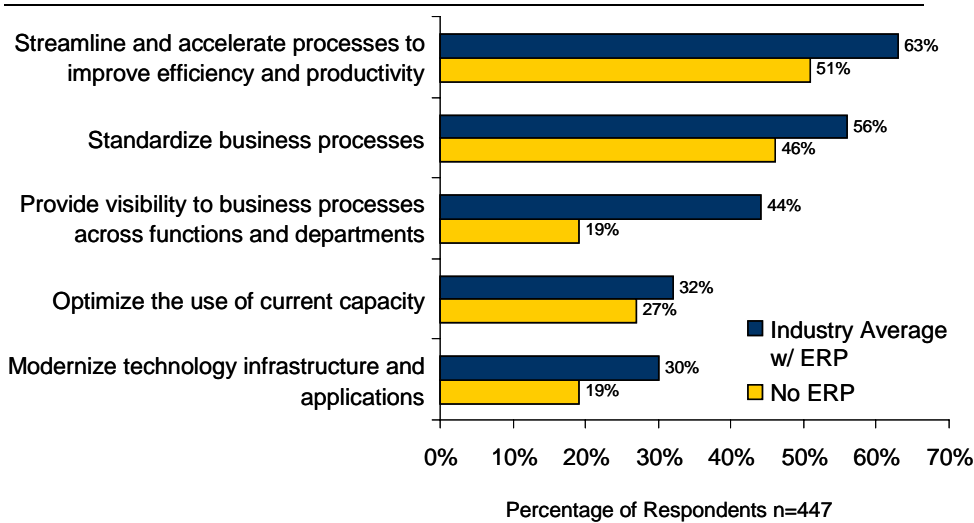 Streamline and accelerate processes to
improve efficiency and productivity
63%
51%
Standardize business processes
56%
46%
Provide visibility to business processes
across functions and departments
44%
19%
Optimize the use of current capacity
32%
27%
Modernize technology infrastructure and
applications
30%
19%
Industry Average
w/ ERP
No ERP
0% 10% 20% 30% 40% 50% 60% 70%
Percentage of Respondents n=447